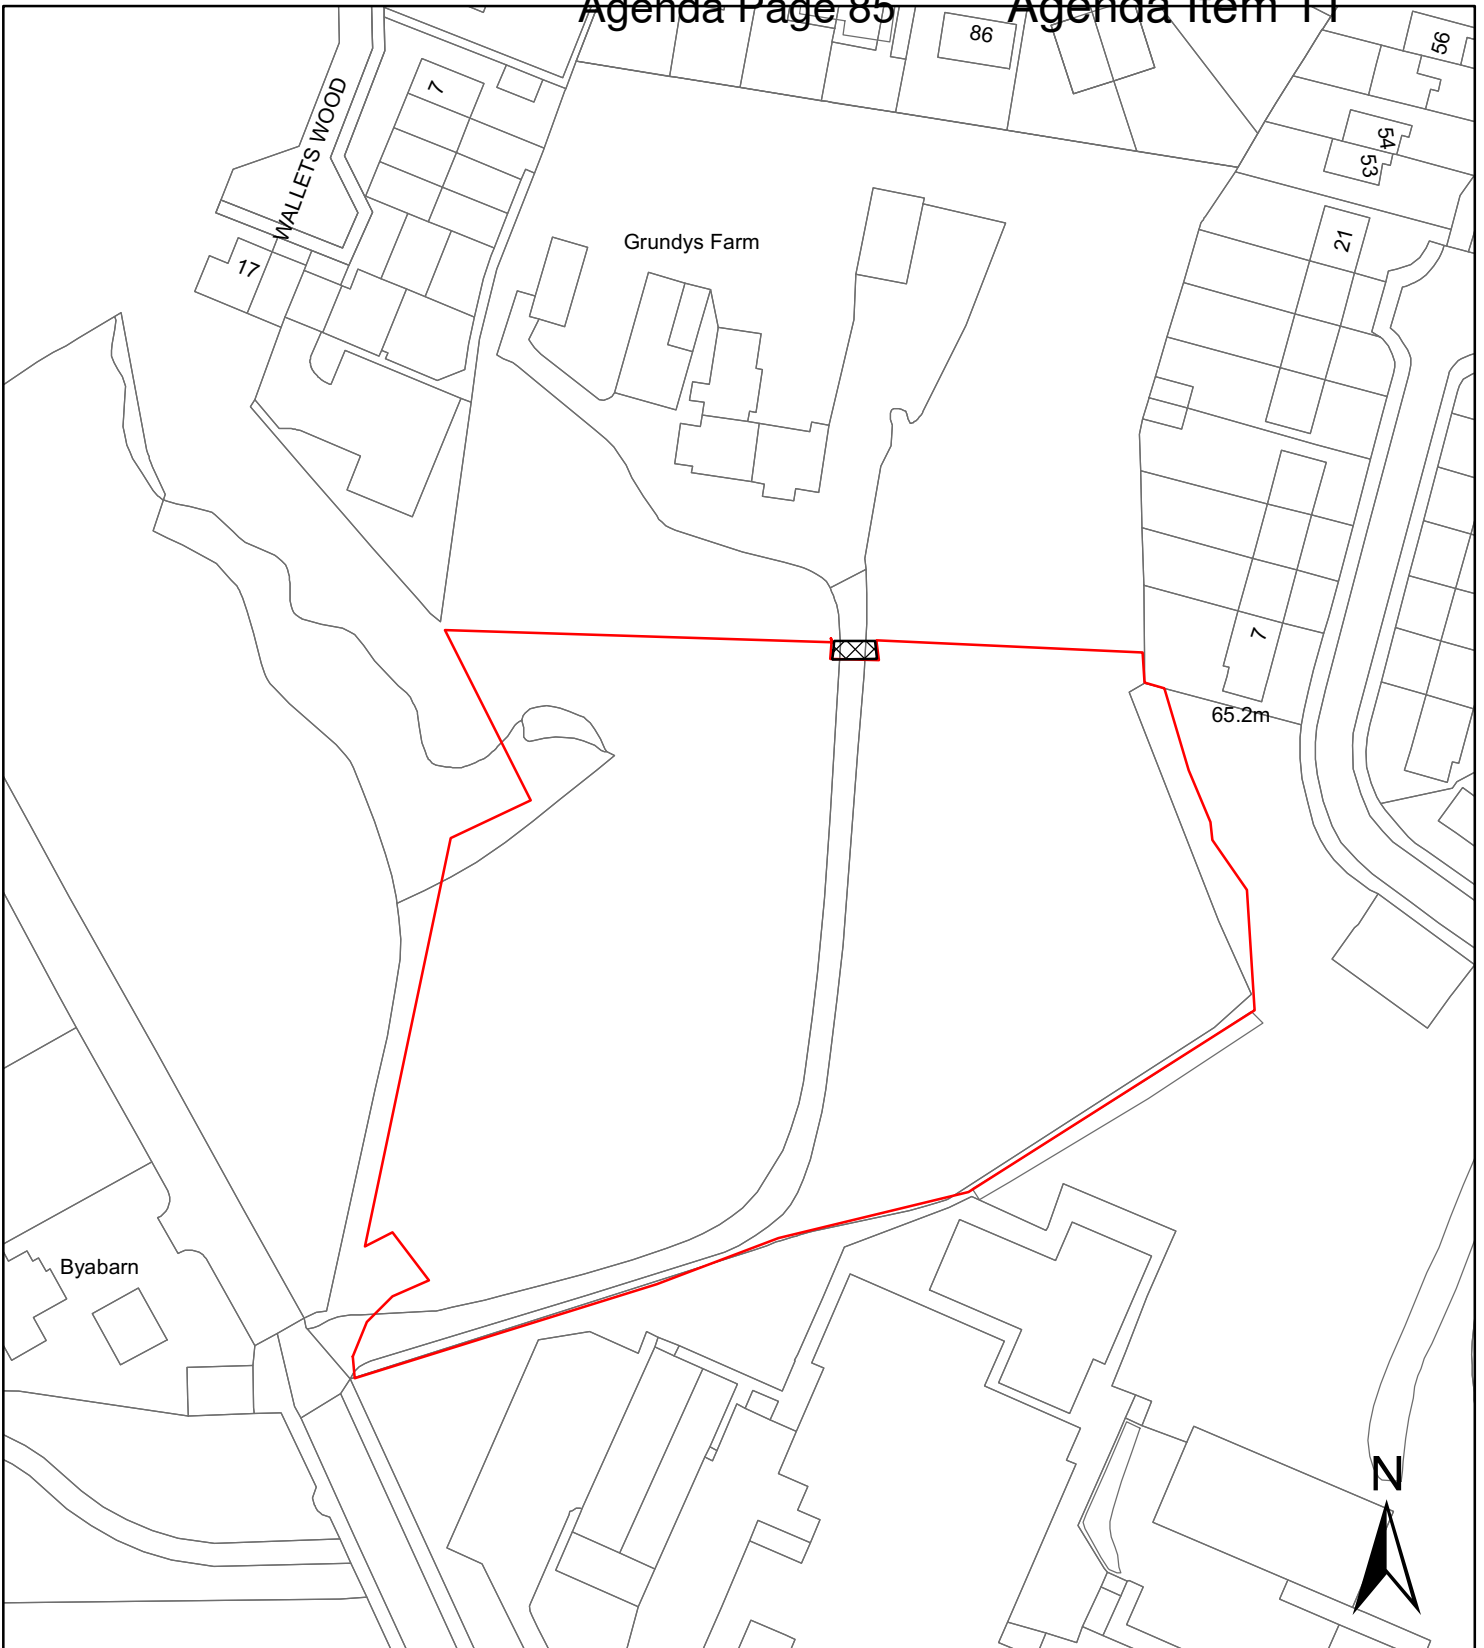 Agenda Page 85
Agenda Item 11
86
56
7
WALLETS WOOD
54
53
21
17
Grundys Farm
7
65.2m
Byabarn
N